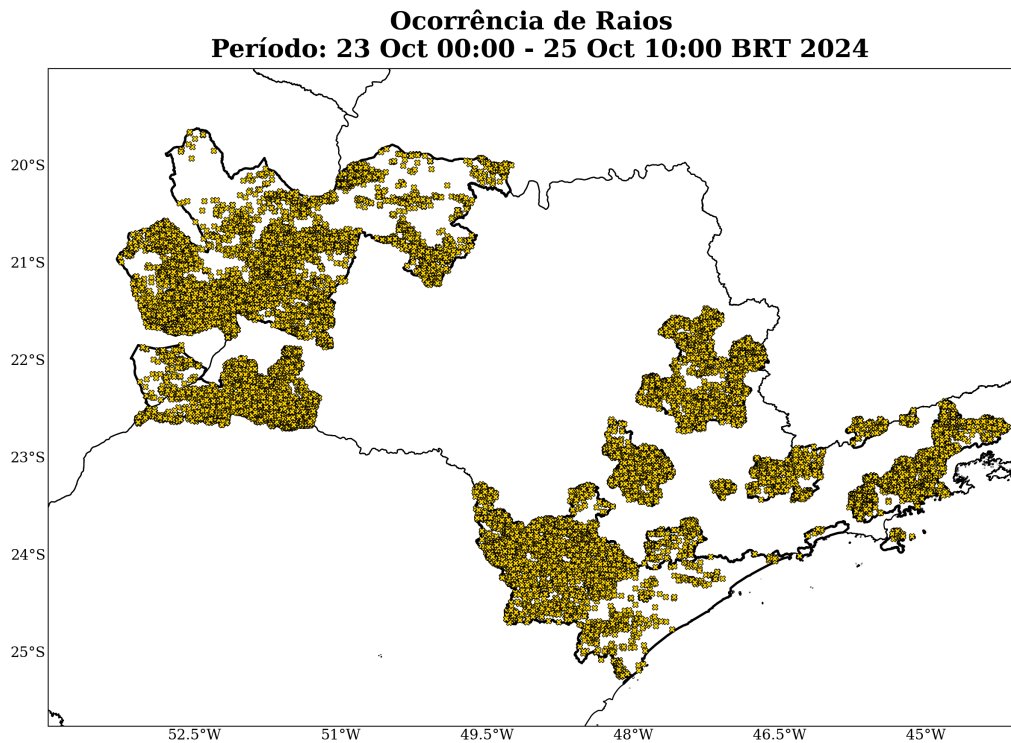 Ocorrência de Raios
Período: 23 Oct 00:00 - 25 Oct 10:00 BRT 2024
20°S
21°S
22°S
23°S
24°S
25°S
52.5°W 51°W 49.5°W 48°W 46.5°W 45°W